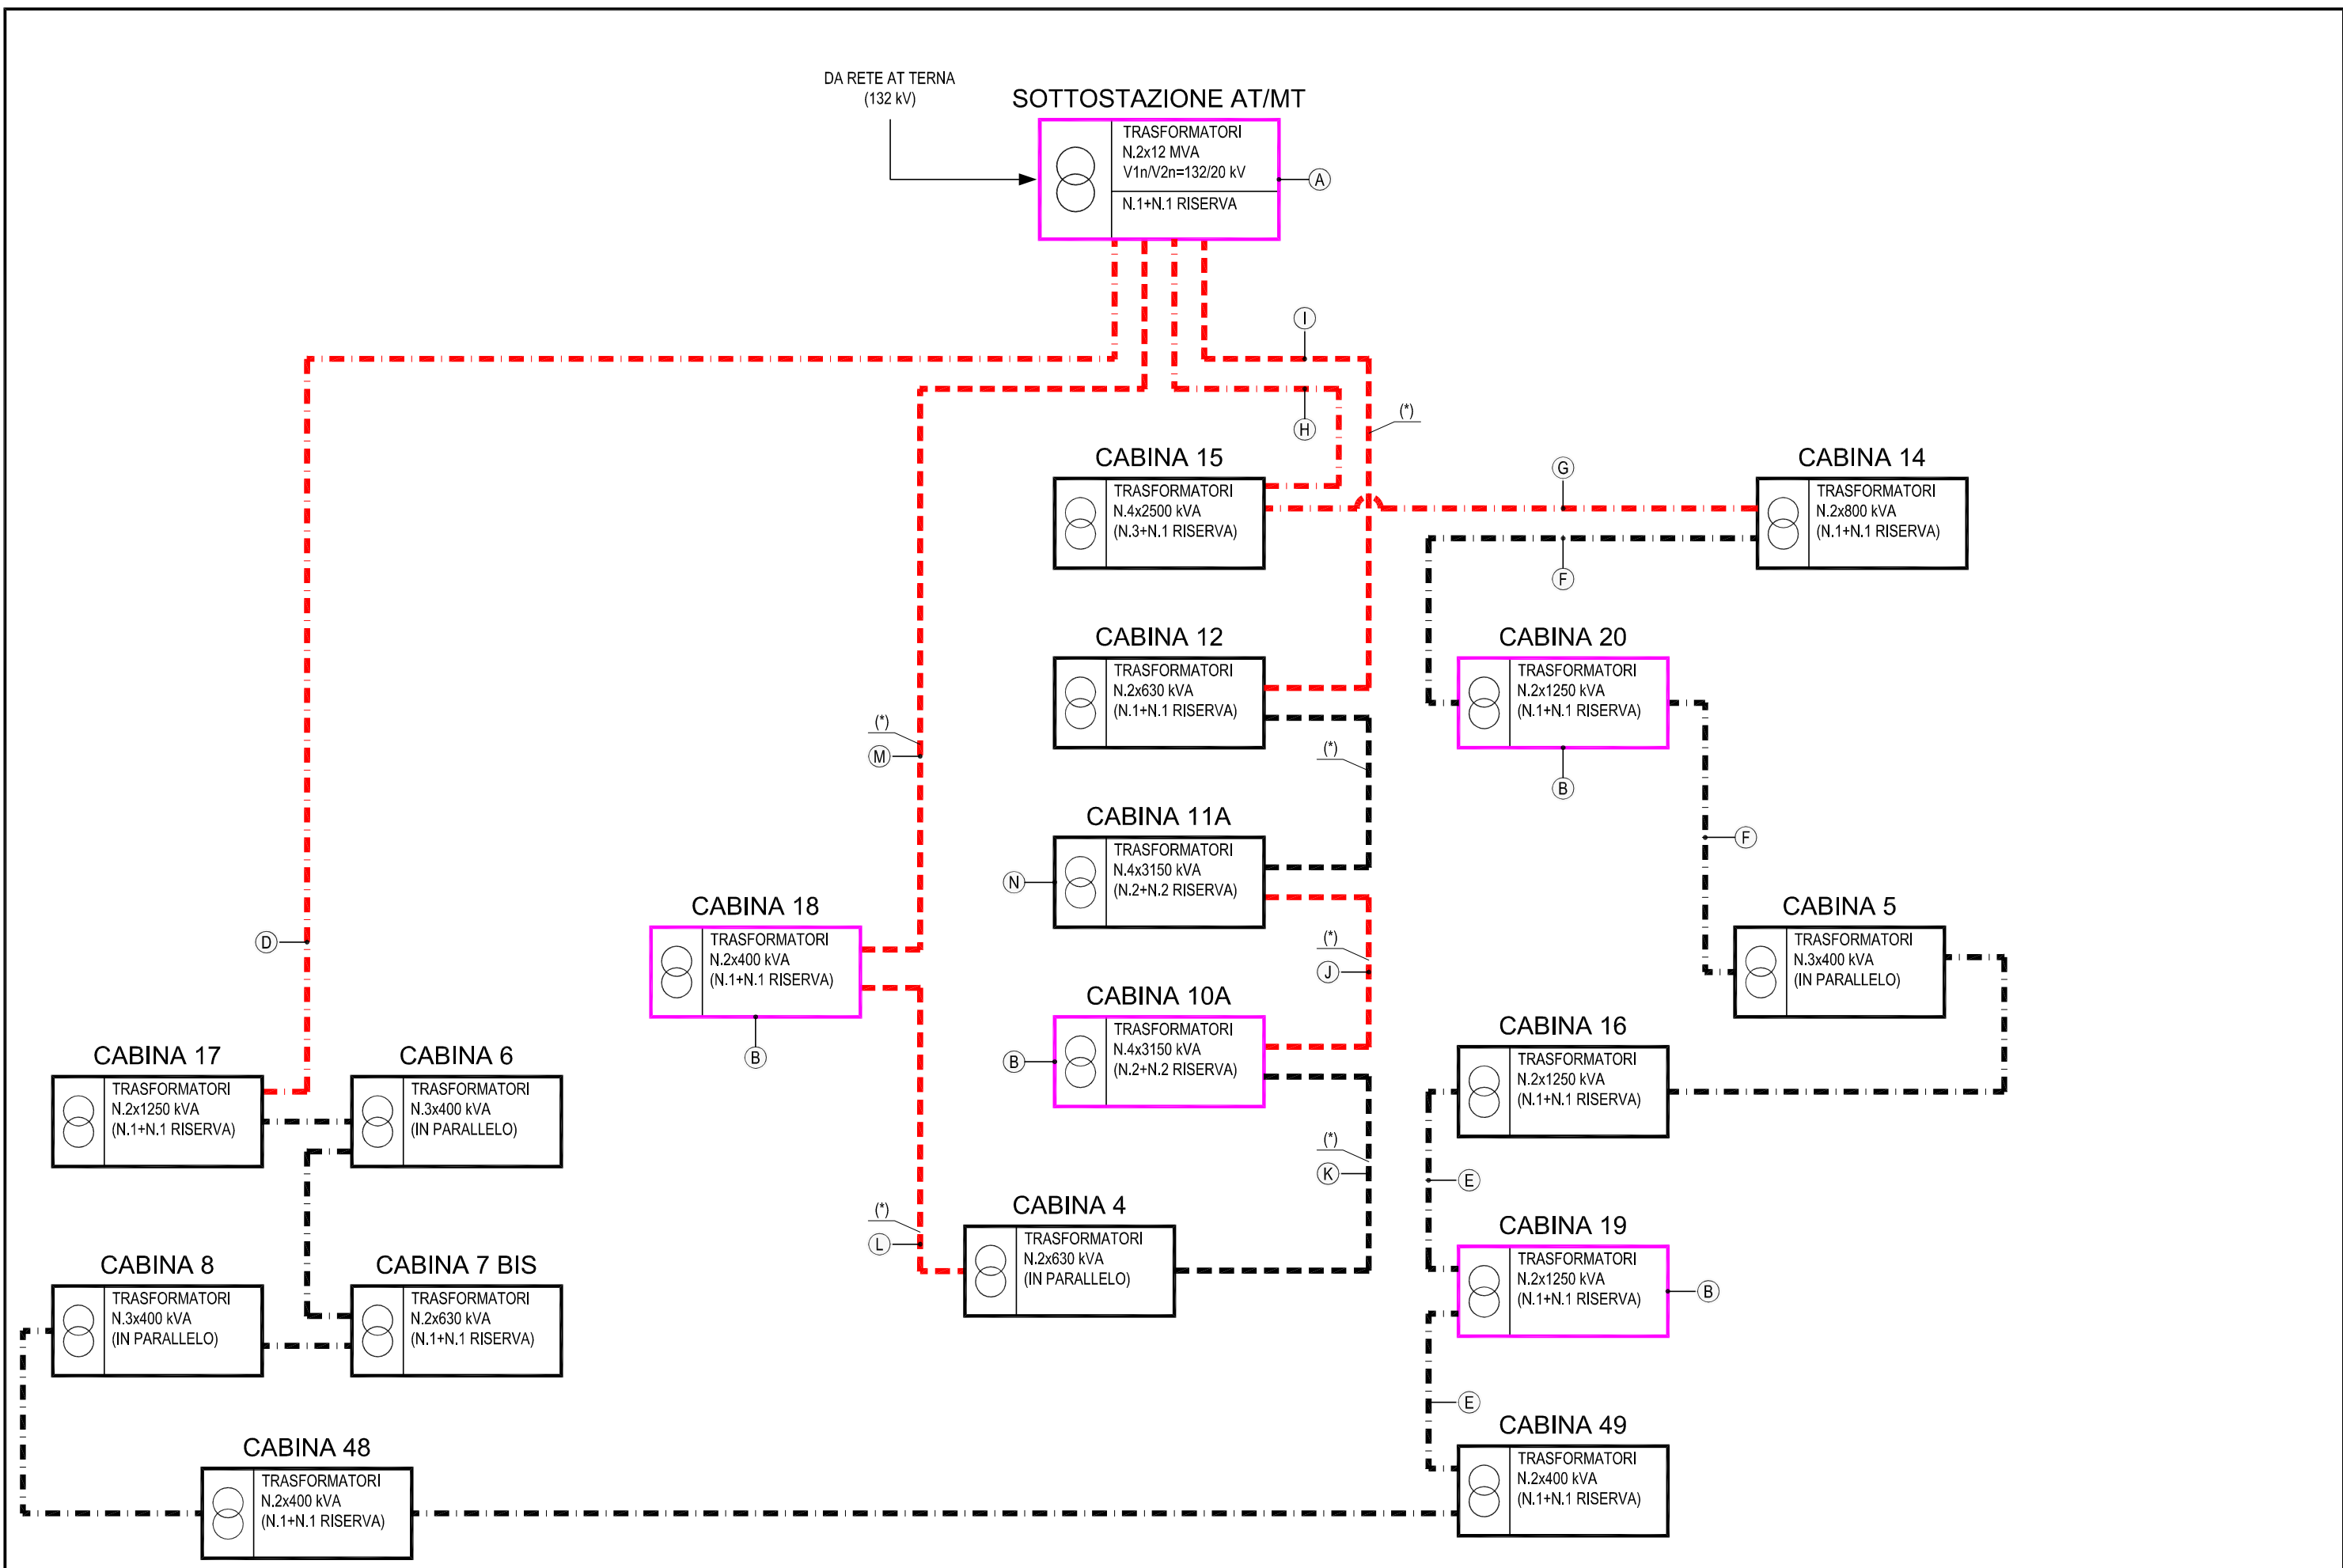 DA RETE AT TERNA
(132 kV)
SOTTOSTAZIONE AT/MT
TRASFORMATORI
N.2x12 MVA
V1n/V2n=132/20 kV
N.1+N.1 RISERVA
A
I
H
(*)
CABINA 15
TRASFORMATORI
N.4x2500 kVA
(N.3+N.1 RISERVA)
G
F
CABINA 14
TRASFORMATORI
N.2x800 kVA
(N.1+N.1 RISERVA)
CABINA 12
TRASFORMATORI
N.2x630 kVA
(N.1+N.1 RISERVA)
CABINA 20
TRASFORMATORI
N.2x1250 kVA
(N.1+N.1 RISERVA)
B
(*)
M
(*)
CABINA 11A
TRASFORMATORI
N.4x3150 kVA
(N.2+N.2 RISERVA)
N
F
CABINA 18
TRASFORMATORI
N.2x400 kVA
(N.1+N.1 RISERVA)
B
D
(*)
J
CABINA 5
TRASFORMATORI
N.3x400 kVA
(IN PARALLELO)
CABINA 10A
TRASFORMATORI
N.4x3150 kVA
(N.2+N.2 RISERVA)
B
CABINA 16
TRASFORMATORI
N.2x1250 kVA
(N.1+N.1 RISERVA)
CABINA 17
TRASFORMATORI
N.2x1250 kVA
(N.1+N.1 RISERVA)
CABINA 6
TRASFORMATORI
N.3x400 kVA
(IN PARALLELO)
(*)
K
E
(*)
L
CABINA 4
TRASFORMATORI
N.2x630 kVA
(IN PARALLELO)
CABINA 19
TRASFORMATORI
N.2x1250 kVA
(N.1+N.1 RISERVA)
B
CABINA 8
TRASFORMATORI
N.3x400 kVA
(IN PARALLELO)
CABINA 7 BIS
TRASFORMATORI
N.2x630 kVA
(N.1+N.1 RISERVA)
E
CABINA 49
TRASFORMATORI
N.2x400 kVA
(N.1+N.1 RISERVA)
CABINA 48
TRASFORMATORI
N.2x400 kVA
(N.1+N.1 RISERVA)